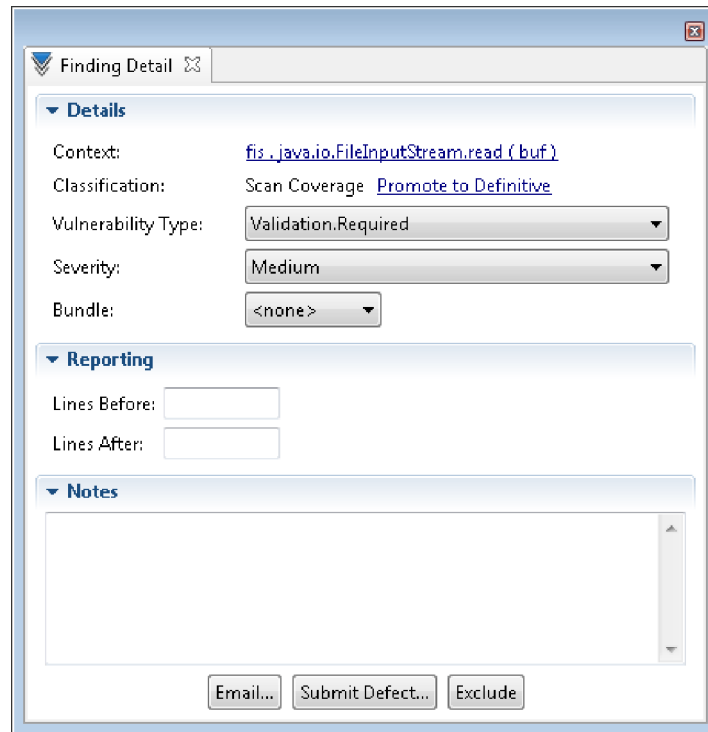 Finding Detail
Details
Context: fis . java.io.FileInputStream.read ( buf )
Classification: Scan Coverage Promote to Definitive
Vulnerability Type: Validation.Required
Severity: Medium
Bundle: <none>
Reporting
Lines Before:
Lines After:
Notes
Email... Submit Defect... Exclude